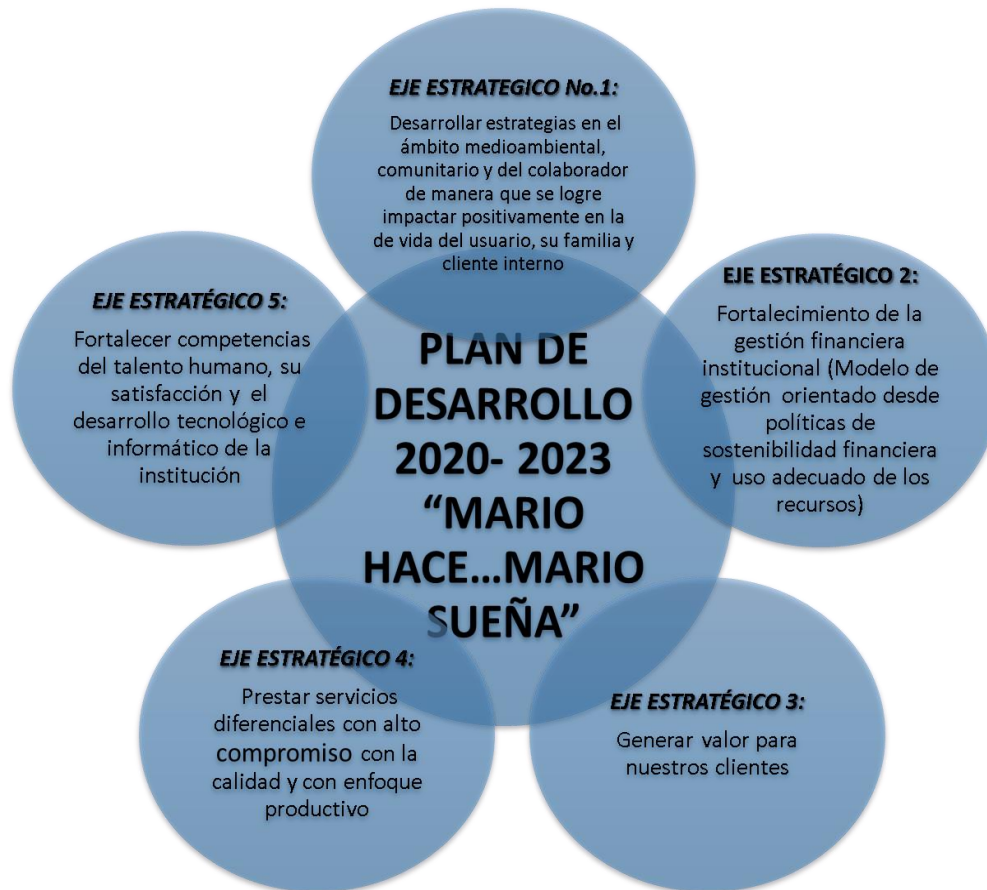 EJE ESTRATEGICO No.1:
Desarrollar estrategias en el
ámbito medioambiental,
comunitario y del colaborador
de manera que se logre
impactar positivamente en la
de vida del usuario, su familia y
cliente interno
EJE ESTRATÉGICO 2:
Fortalecimiento de la
gestión financiera
institucional (Modelo de
gestión orientado desde
políticas de
sostenibilidad financiera
y uso adecuado de los
recursos)
EJE ESTRATÉGICO 3:
Generar valor para
nuestros clientes
EJE ESTRATÉGICO 4:
Prestar servicios
diferenciales con alto
compromiso con la
calidad y con enfoque
productivo
EJE ESTRATÉGICO 5:
Fortalecer competencias
del talento humano, su
satisfacción y el
desarrollo tecnológico e
informático de la
institución
PLAN DE
DESARROLLO
2020- 2023
“MARIO
HACE...MARIO
SUEÑA”